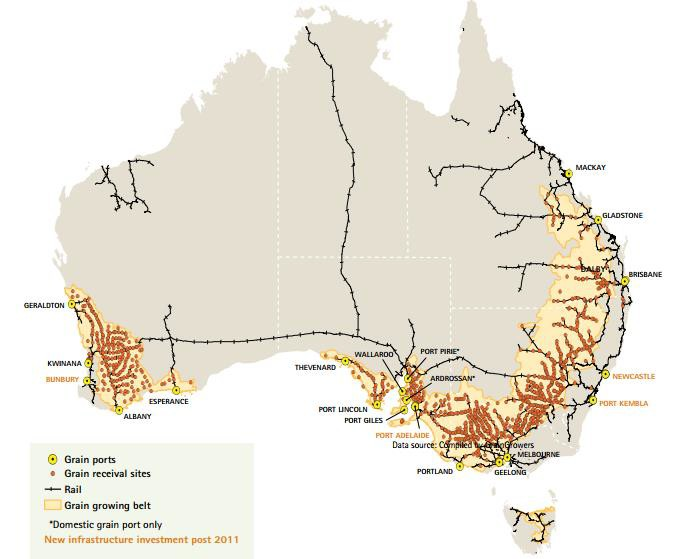 MACKAY
GLADSTONE
DALBY
BRISBANE
GERALDTON
KWINANA
BUNBURY
ALBANY
ESPERANCE
THEVENARD
WALLAROO
PORT PIRIE*
ARDROSSAN*
PORT LINCOLN
PORT GILES
PORT ADELAIDE
NEWCASTLE
PORT KEMBLA
Data source: Compiled by GrainGrowers
MELBOURNE
PORTLAND
GEELONG
Grain ports
Grain receival sites
Rail
Grain growing belt
*Domestic grain port only
New infrastructure investment post 2011